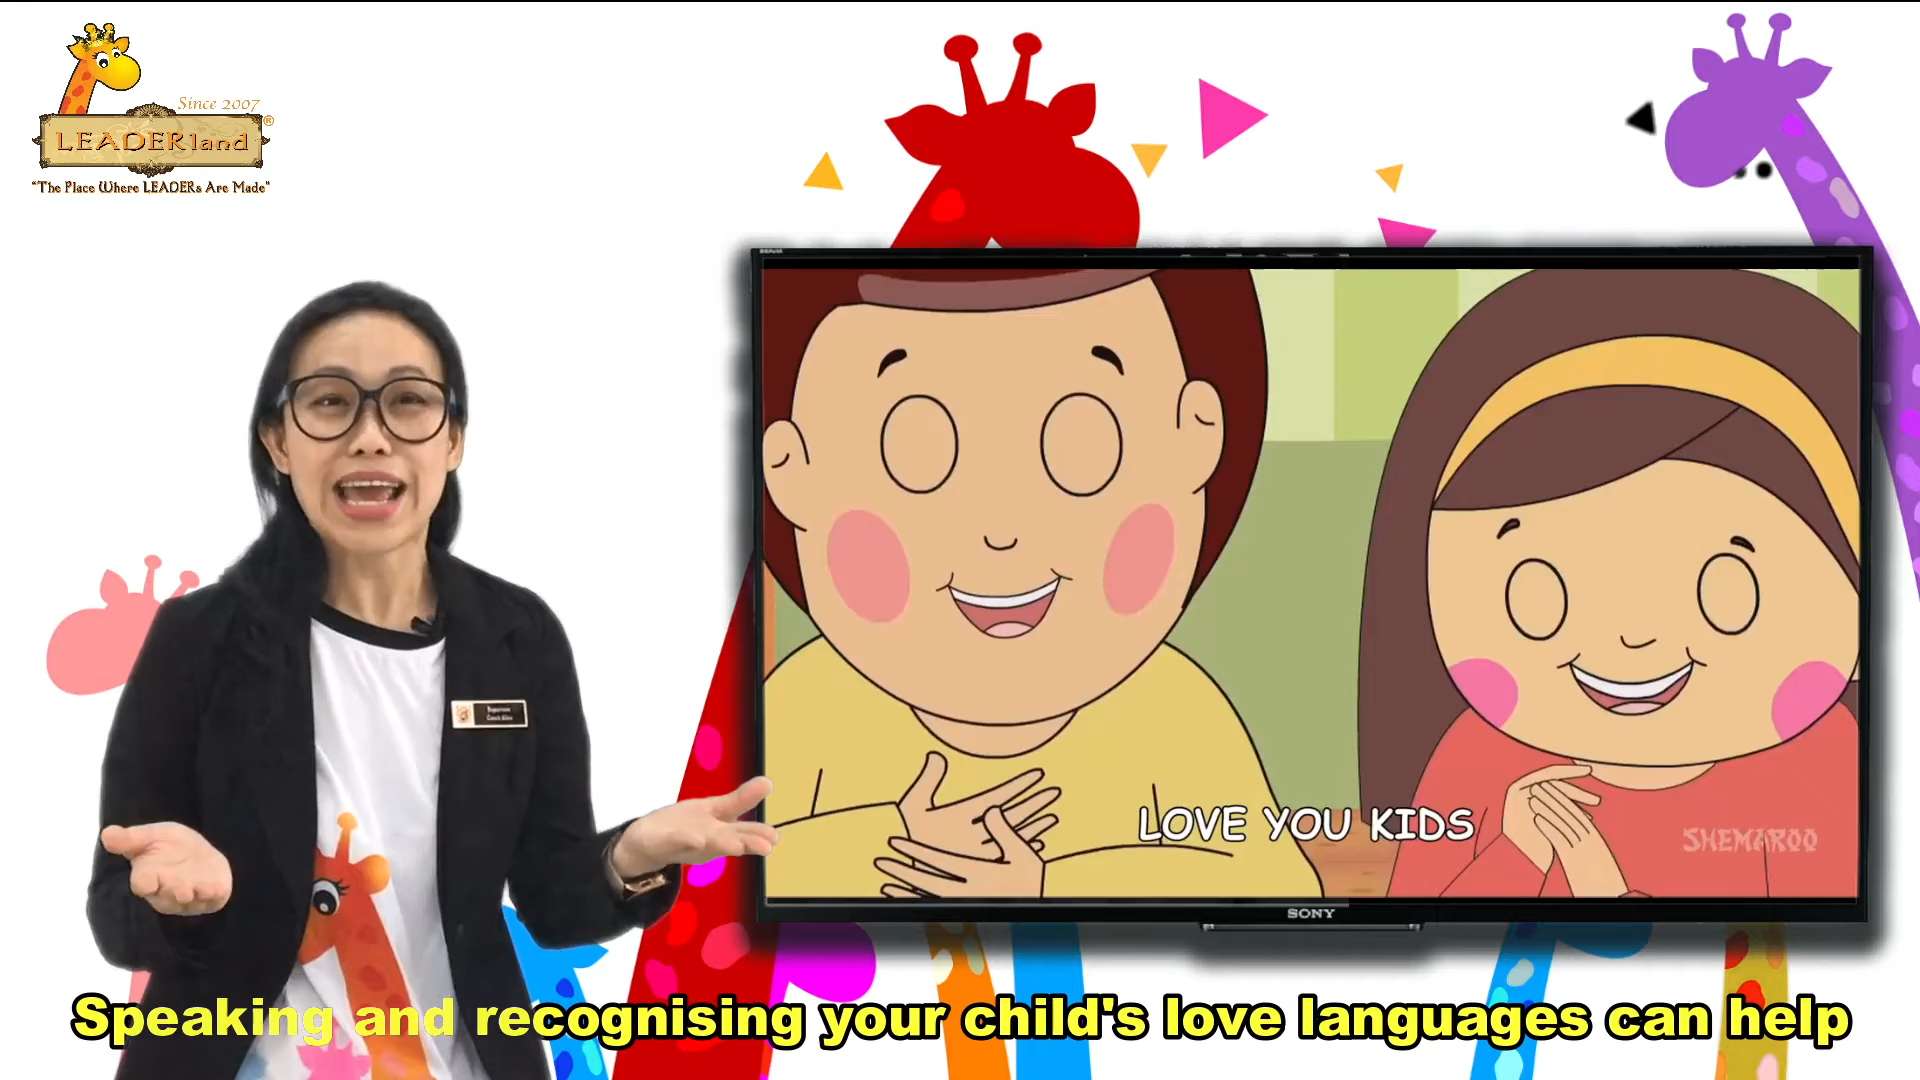 Since 2007
LEADERland®
"The Place Where LEADERs Are Made"
BRAVIA
LOVE YOU KIDS
SHEMAROO
SONY
Speaking and recognising your child's love languages can help